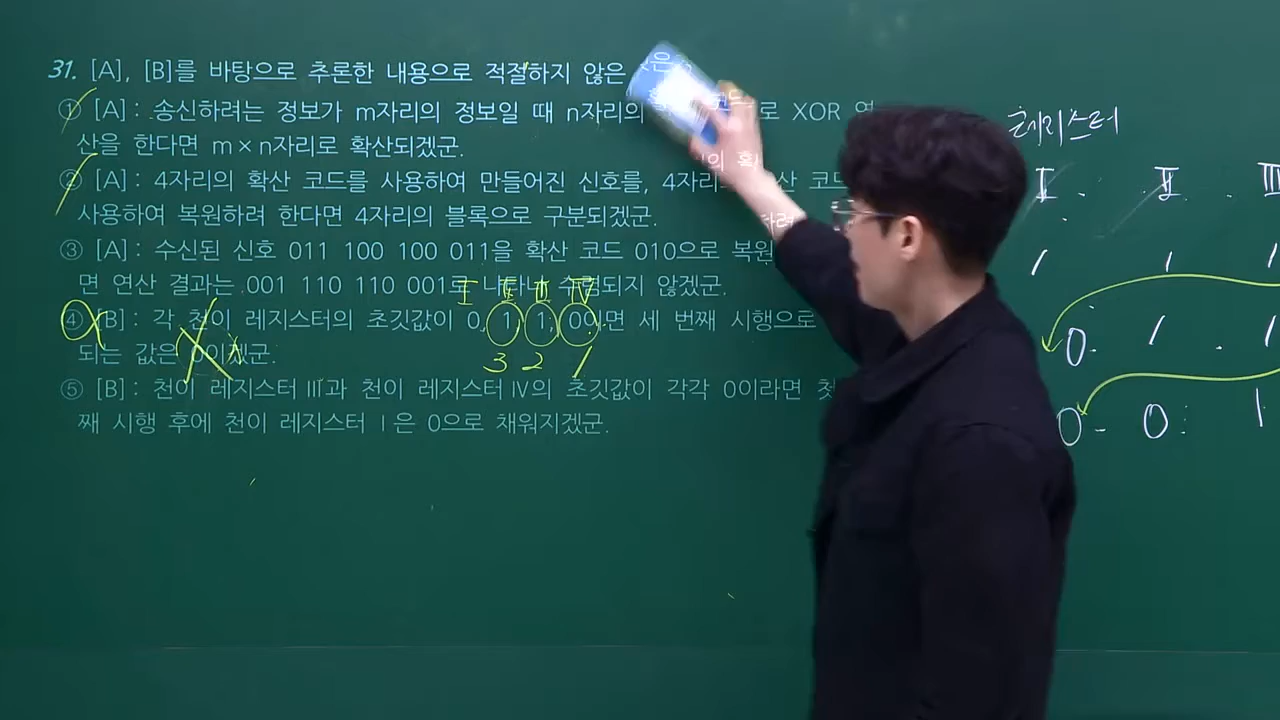 31. [A], [B]를 바탕으로 추론한 내용으로 적절하지 않은
① [A] : 송신하려는 정보가 m자리의 정보일 때 n자리의 로 XOR 연
산을 한다면 m × n자리로 확산되겠군.
② [A] : 4자리의 확산 코드를 사용하여 만들어진 신호를, 4자리 산 코드
사용하여 복원하려 한다면 4자리의 블록으로 구분되겠군.
③ [A] : 수신된 신호 011 100 100 011을 확산 코드 010으로 복원
면 연산 결과는 001 110 110 001로 나타나 수렴되지 않겠군.
I II III IV
④ [B] : 각 천이 레지스터의 초깃값이 0, 1, 1, 0이면 세 번째 시행으로
되는 값은 0이겠군.
3 2 1
⑤ [B] : 천이 레지스터 III과 천이 레지스터 IV의 초깃값이 각각 0이라면 첫
째 시행 후에 천이 레지스터 I은 0으로 채워지겠군.
레지스터
I II III
1 1 1
0 1 1
0 0 1